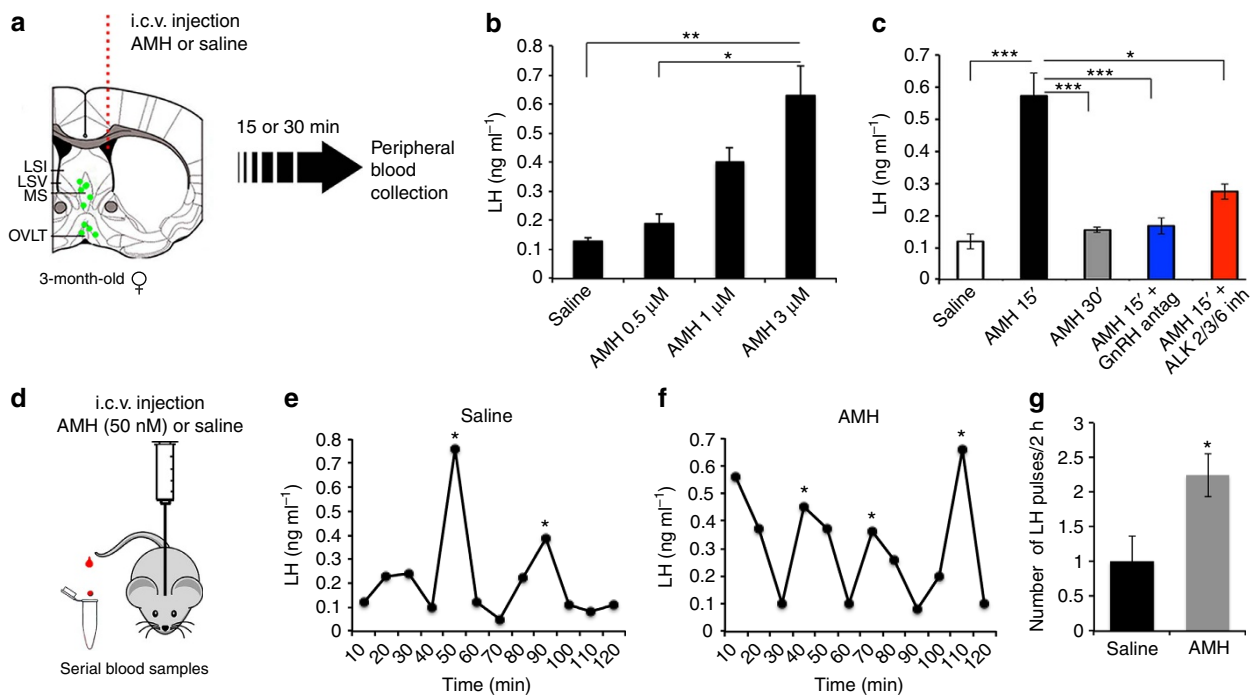 a
i.c.v. injection
AMH or saline
LSI
LSV
MS
OVLT
3-month-old ♀
15 or 30 min
Peripheral
blood
collection
b
LH (ng ml⁻¹)
0.8
0.7
0.6
0.5
0.4
0.3
0.2
0.1
0
**
*
Saline
AMH 0.5 μM
AMH 1 μM
AMH 3 μM
c
LH (ng ml⁻¹)
0.7
0.6
0.5
0.4
0.3
0.2
0.1
0
***
*
***
***
Saline
AMH 15′
AMH 30′
AMH 15′ +
GnRH antag
AMH 15′ +
ALK 2/3/6 inh
d
i.c.v. injection
AMH (50 nM) or saline
Serial blood samples
e
Saline
LH (ng ml⁻¹)
0.8
0.7
0.6
0.5
0.4
0.3
0.2
0.1
0
*
*
10 20 30 40 50 60 70 80 90 100 110 120
Time (min)
f
AMH
LH (ng ml⁻¹)
0.7
0.6
0.5
0.4
0.3
0.2
0.1
0
*
*
*
10 20 30 40 50 60 70 80 90 100 110 120
Time (min)
g
Number of LH pulses/2 h
3
2.5
2
1.5
1
0.5
0
*
Saline
AMH